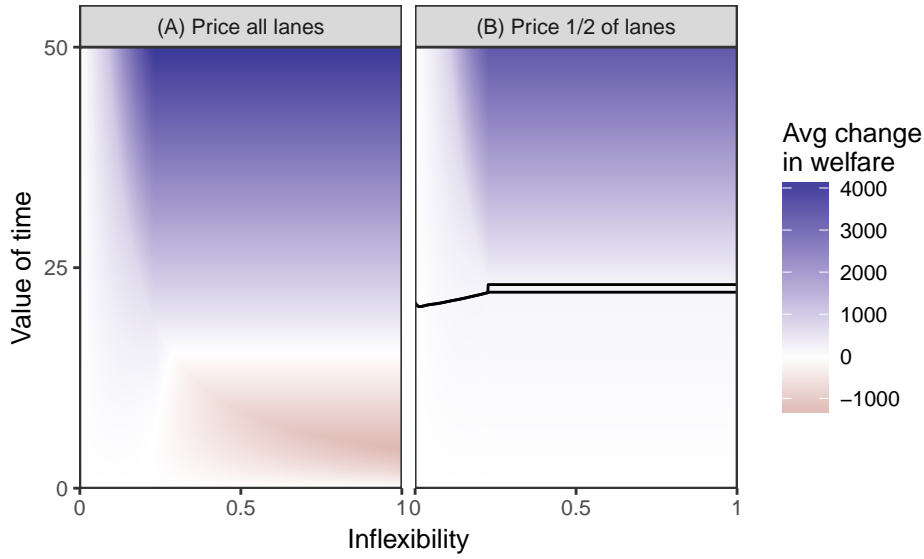 (A) Price all lanes
(B) Price 1/2 of lanes
50
25
0
Value of time
0
0.5
1
0
0.5
1
Inflexibility
Avg change
in welfare
4000
3000
2000
1000
0
−1000